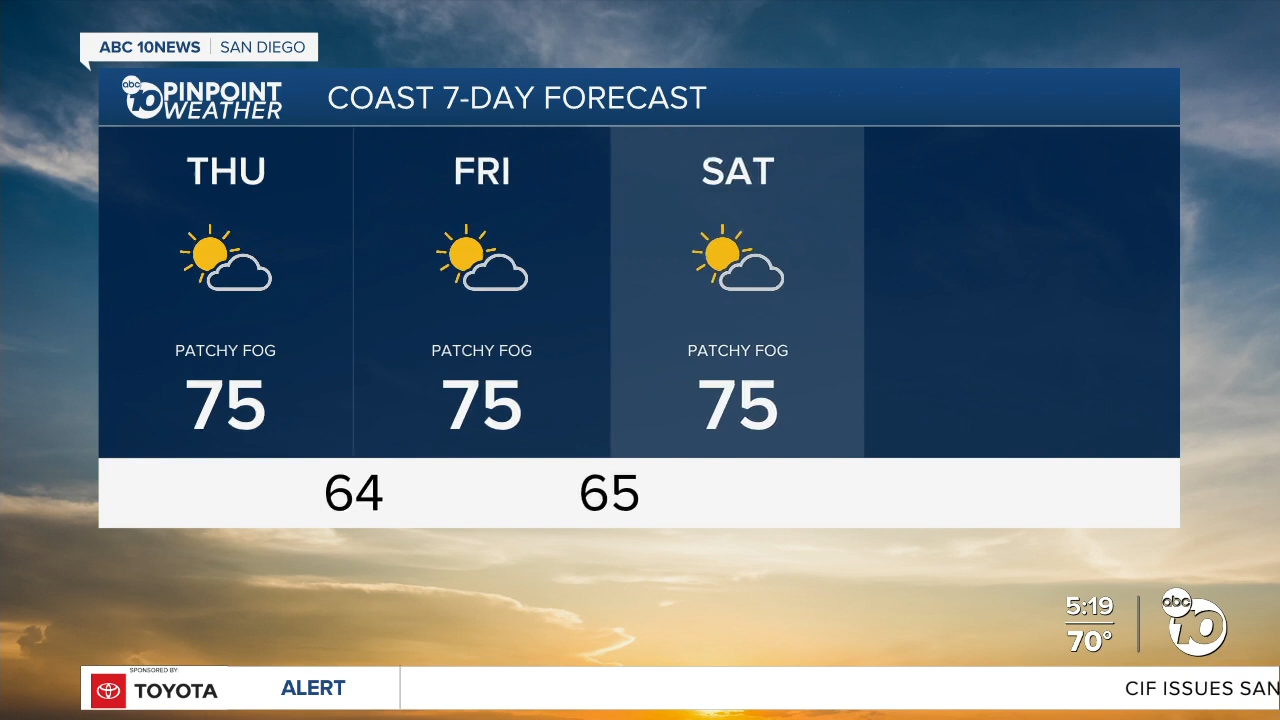 ABC 10NEWS | SAN DIEGO
abc 10 PINPOINT WEATHER
COAST 7-DAY FORECAST
THU FRI SAT
PATCHY FOG PATCHY FOG PATCHY FOG
75 75 75
64 65
5:19
70°
abc 10
SPONSORED BY:
TOYOTA
ALERT
CIF ISSUES SAN